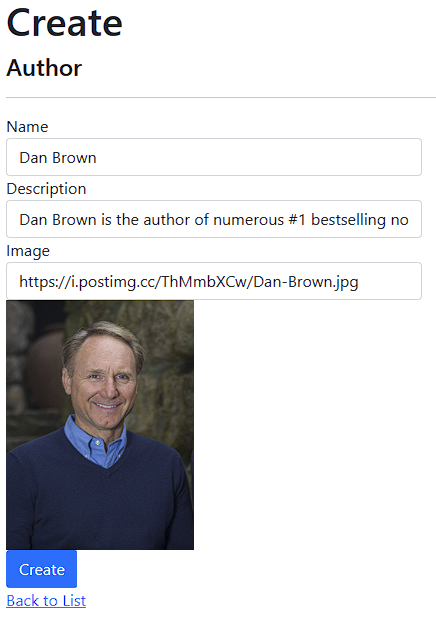 Create
Author
Name
Dan Brown
Description
Dan Brown is the author of numerous #1 bestselling no
Image
https://i.postimg.cc/ThMmbXCw/Dan-Brown.jpg
Create
Back to List